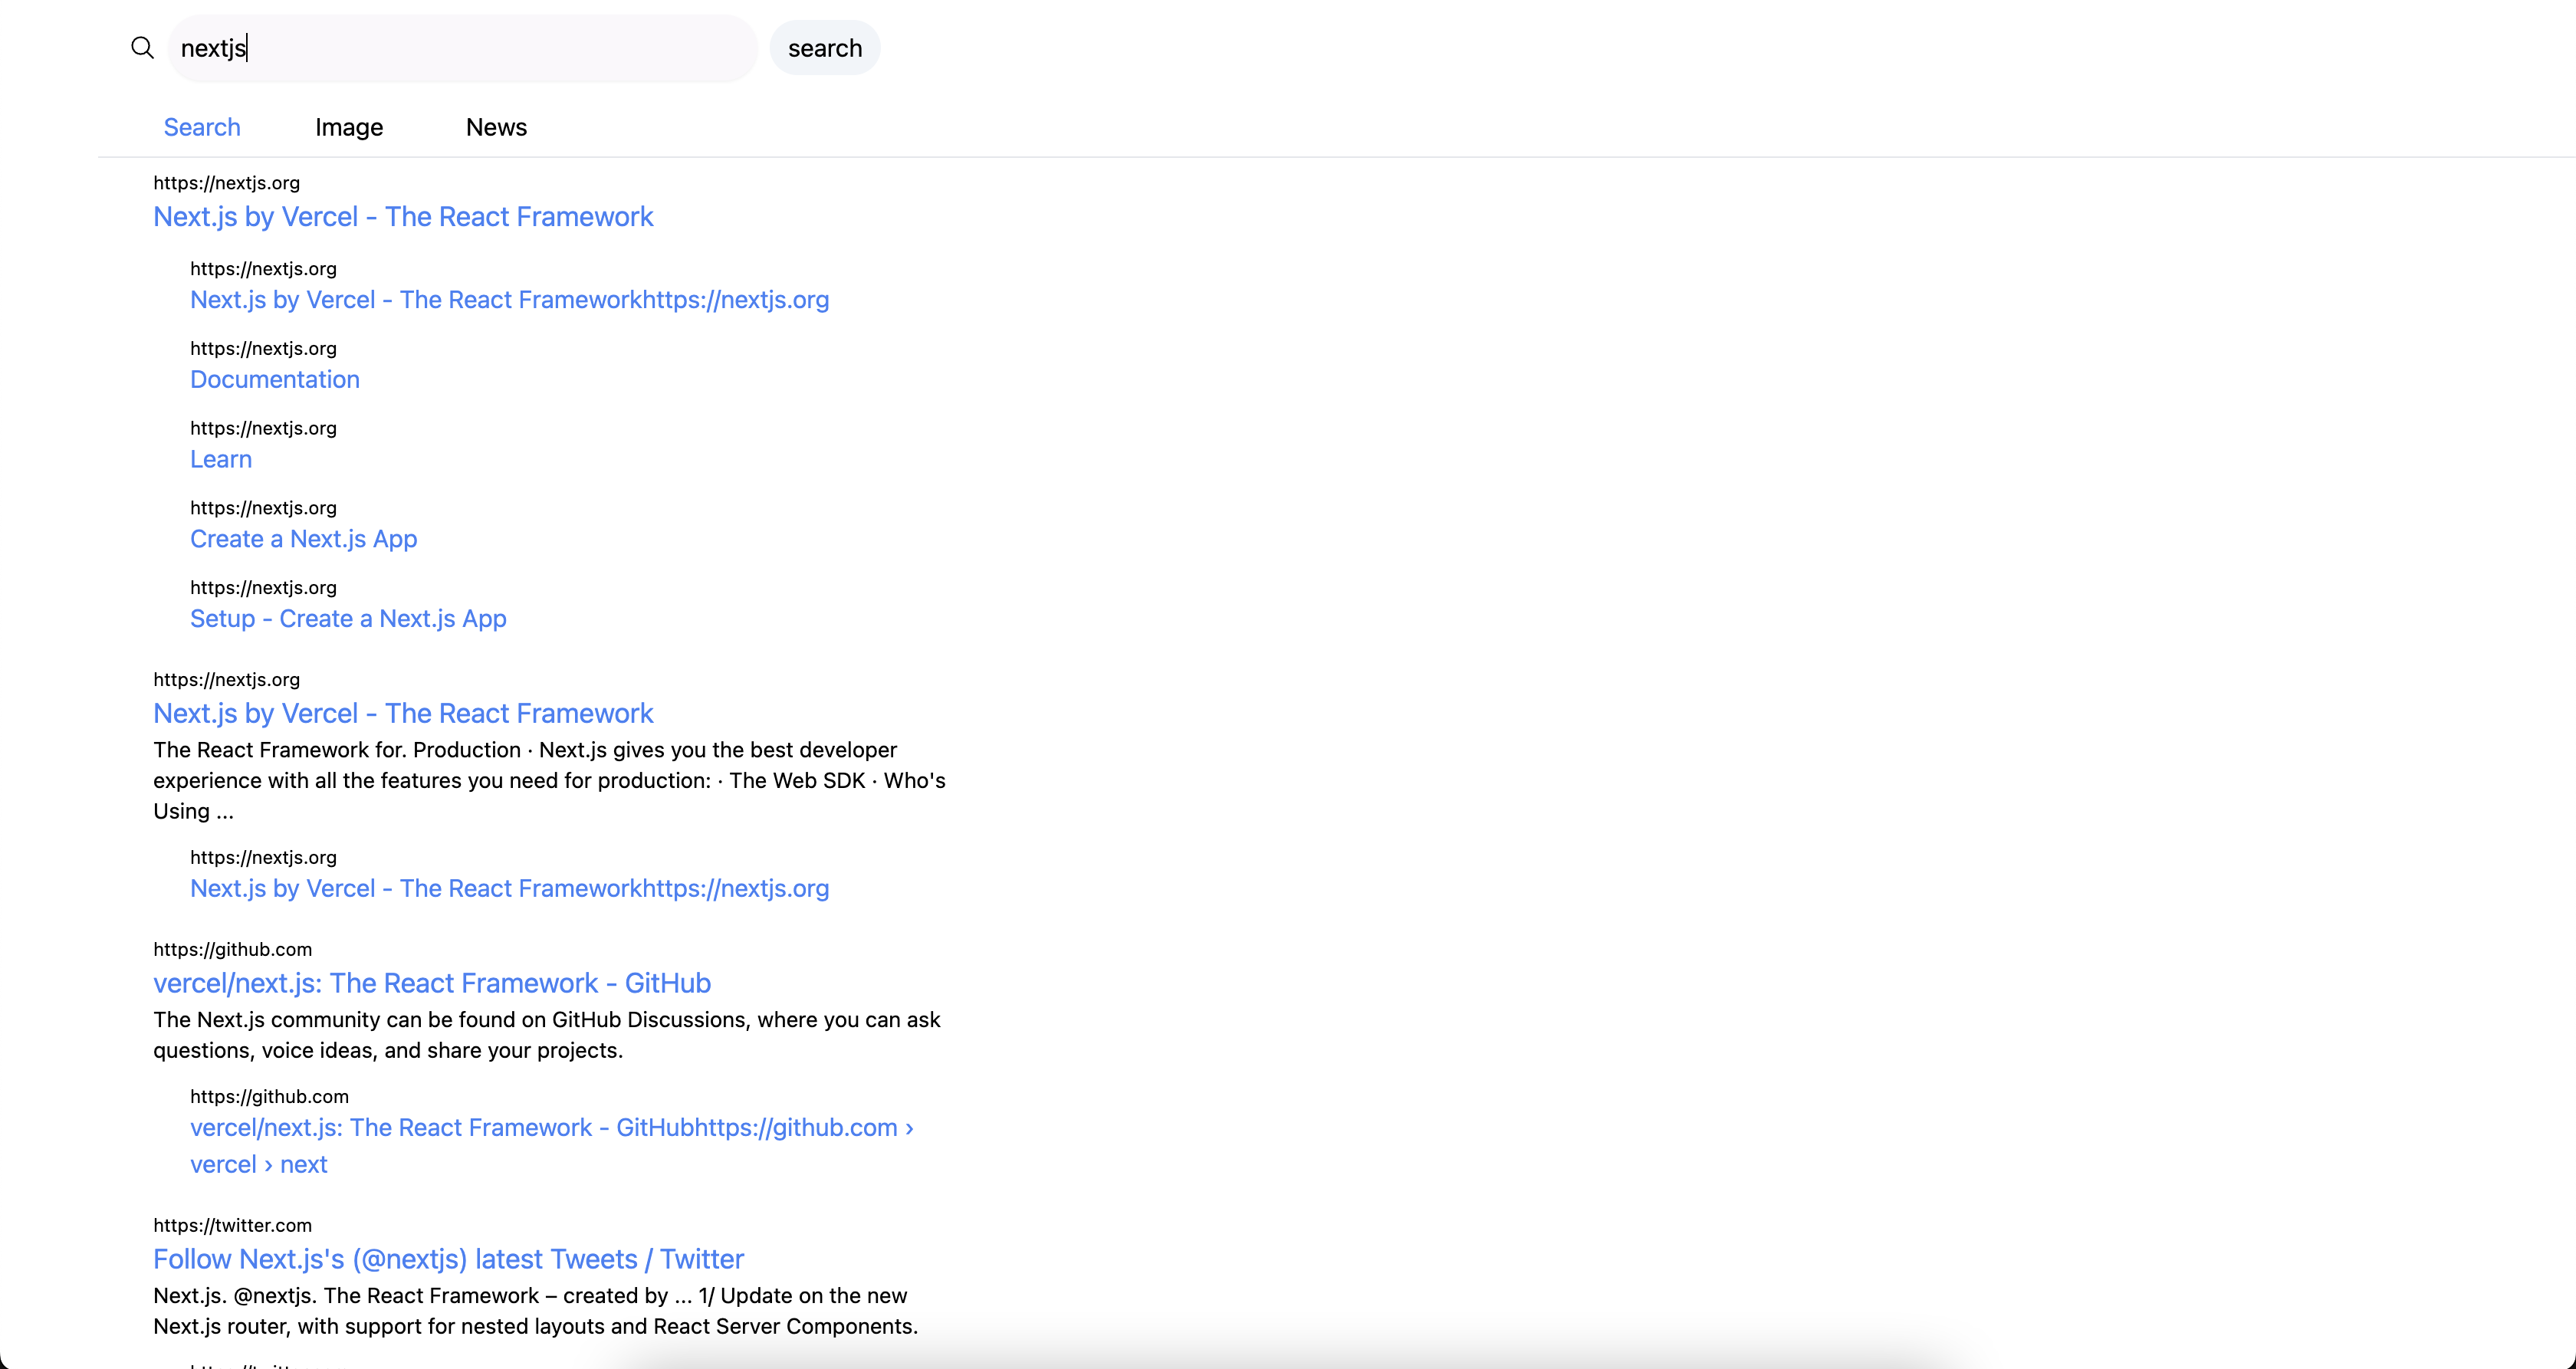 nextjs
search
Search Image News
https://nextjs.org
Next.js by Vercel - The React Framework
https://nextjs.org
Next.js by Vercel - The React Frameworkhttps://nextjs.org
https://nextjs.org
Documentation
https://nextjs.org
Learn
https://nextjs.org
Create a Next.js App
https://nextjs.org
Setup - Create a Next.js App
https://nextjs.org
Next.js by Vercel - The React Framework
The React Framework for. Production · Next.js gives you the best developer
experience with all the features you need for production: · The Web SDK · Who's
Using ...
https://nextjs.org
Next.js by Vercel - The React Frameworkhttps://nextjs.org
https://github.com
vercel/next.js: The React Framework - GitHub
The Next.js community can be found on GitHub Discussions, where you can ask
questions, voice ideas, and share your projects.
https://github.com
vercel/next.js: The React Framework - GitHubhttps://github.com ›
vercel › next
https://twitter.com
Follow Next.js's (@nextjs) latest Tweets / Twitter
Next.js. @nextjs. The React Framework – created by ... 1/ Update on the new
Next.js router, with support for nested layouts and React Server Components.